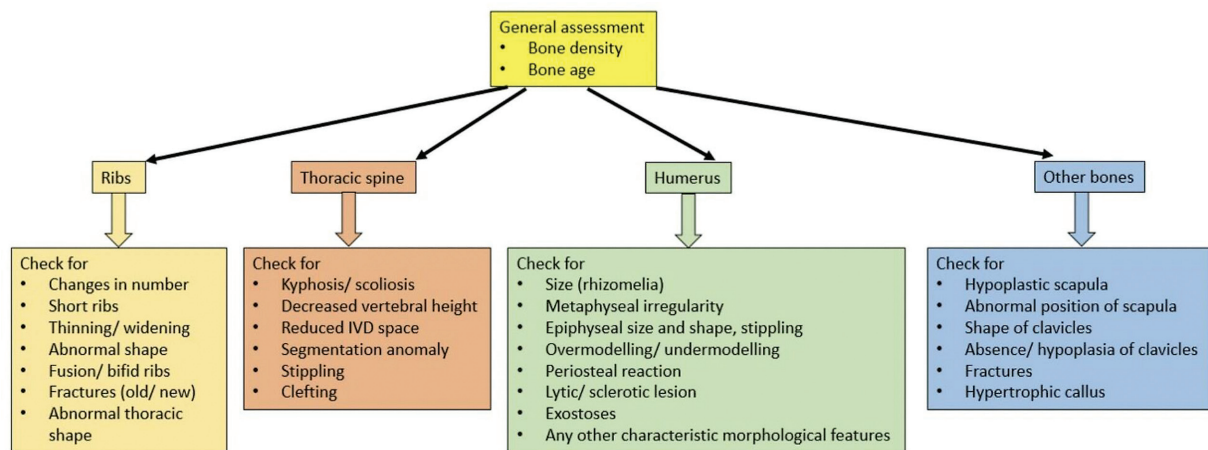 General assessment
• Bone density
• Bone age
Ribs
Thoracic spine
Humerus
Other bones
Check for
• Changes in number
• Short ribs
• Thinning/ widening
• Abnormal shape
• Fusion/ bifid ribs
• Fractures (old/ new)
• Abnormal thoracic
shape
Check for
• Kyphosis/ scoliosis
• Decreased vertebral height
• Reduced IVD space
• Segmentation anomaly
• Stippling
• Clefting
Check for
• Size (rhizomelia)
• Metaphyseal irregularity
• Epiphyseal size and shape, stippling
• Overmodelling/ undermodelling
• Periosteal reaction
• Lytic/ sclerotic lesion
• Exostoses
• Any other characteristic morphological features
Check for
• Hypoplastic scapula
• Abnormal position of scapula
• Shape of clavicles
• Absence/ hypoplasia of clavicles
• Fractures
• Hypertrophic callus